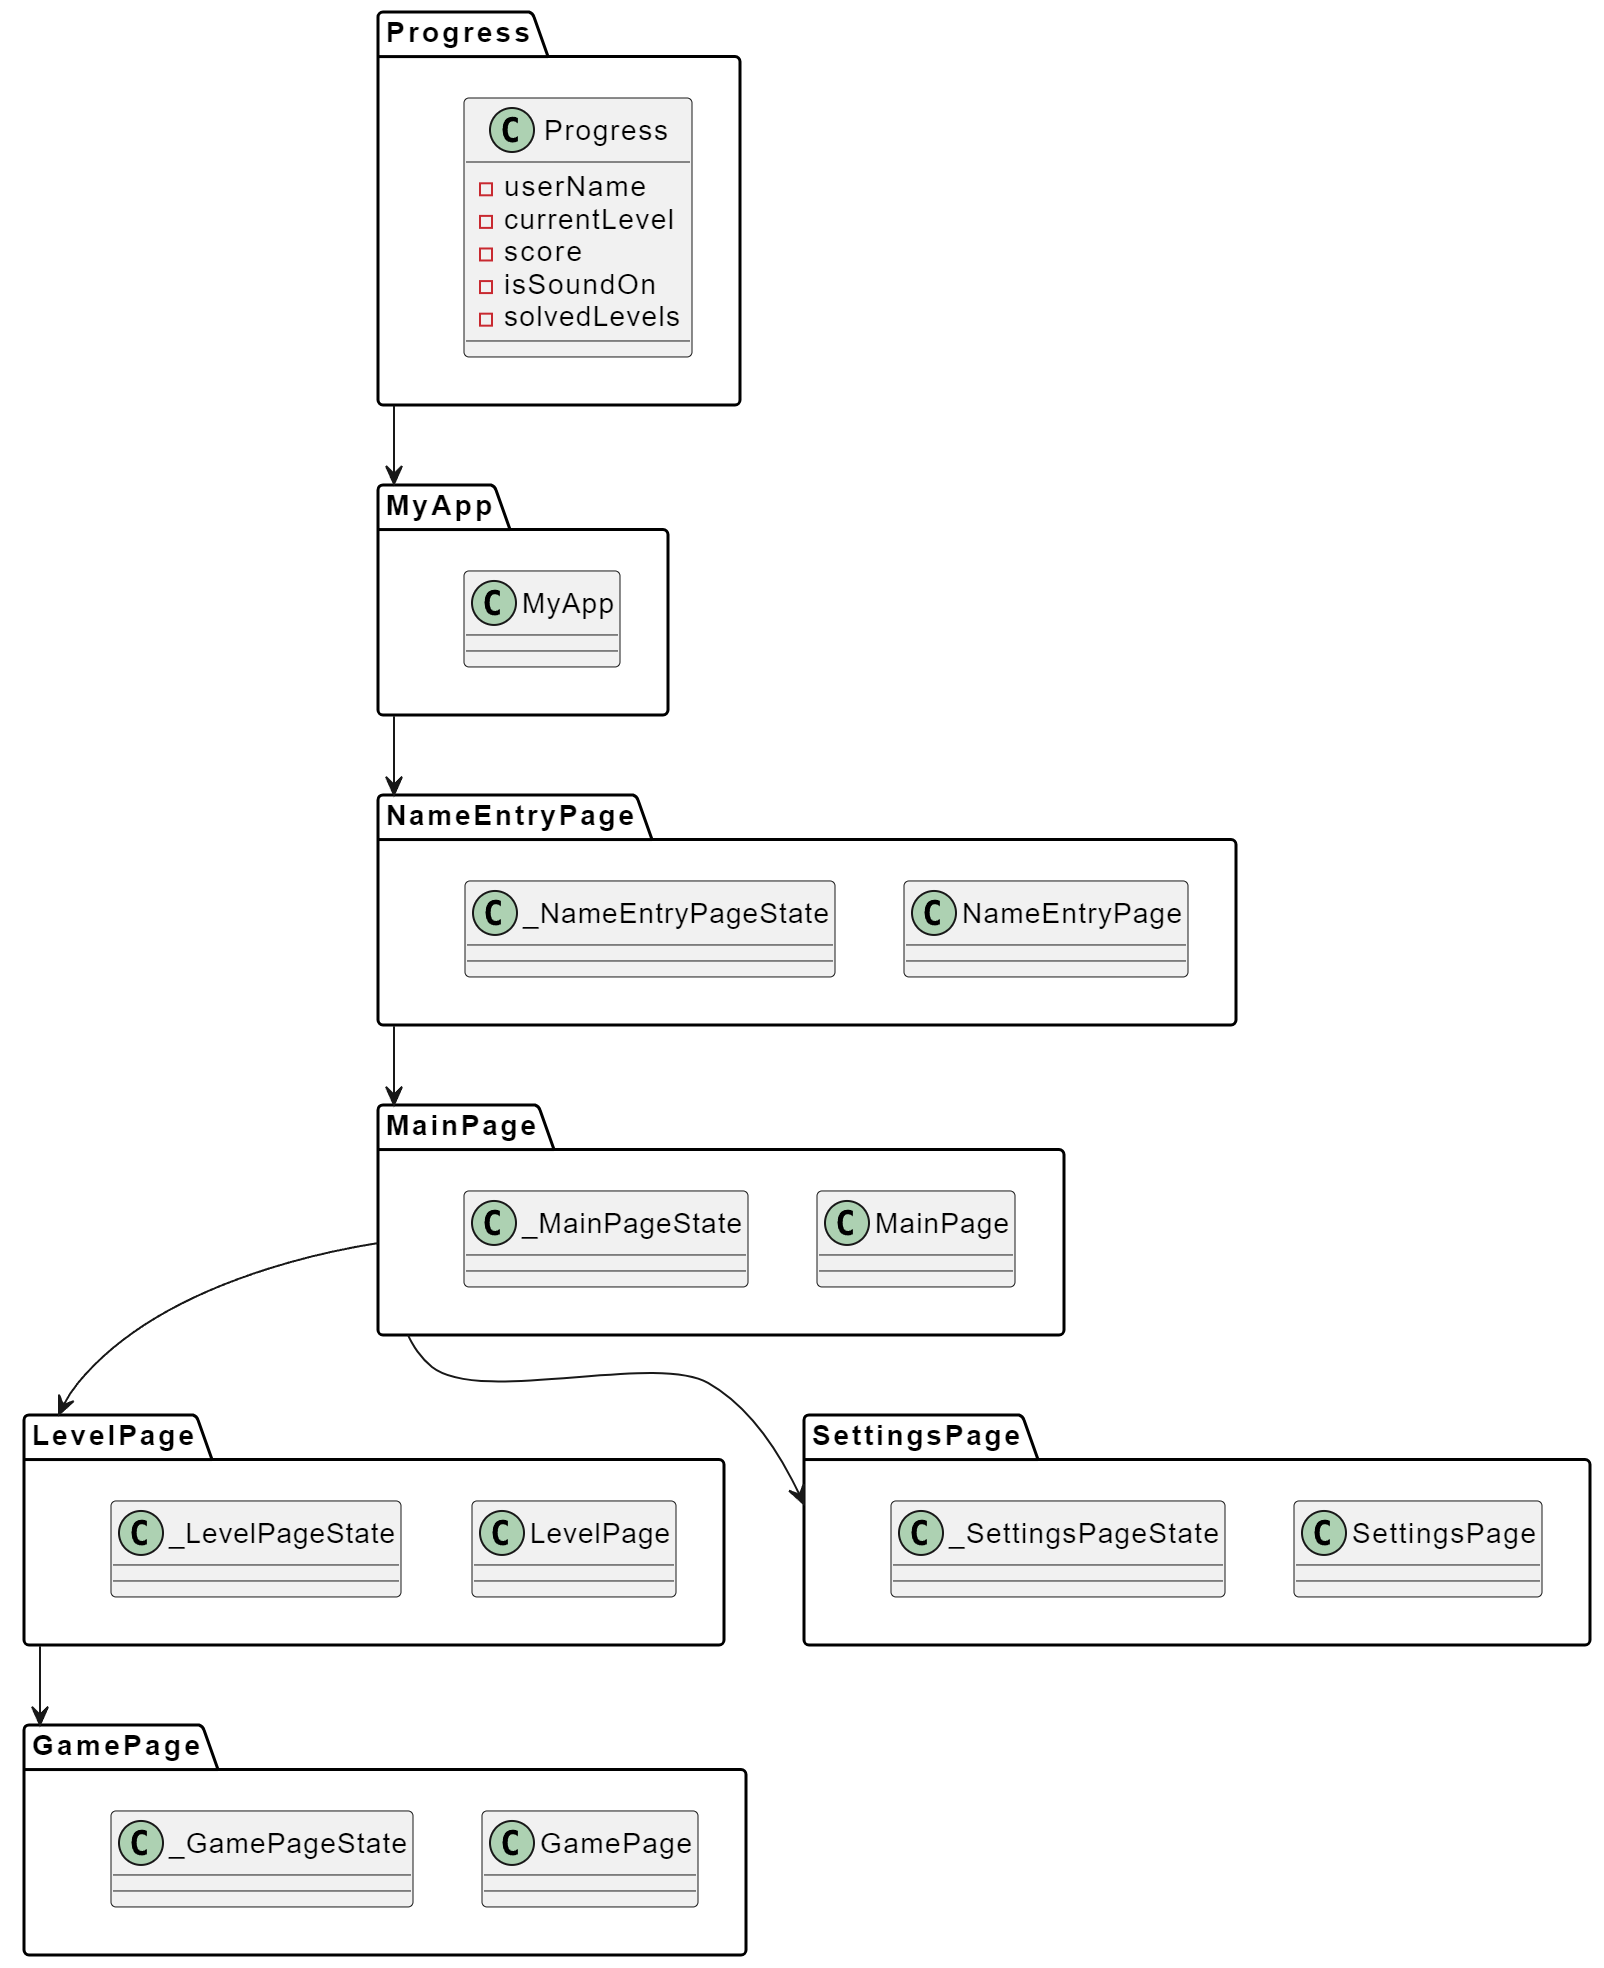 Progress
C Progress
userName
currentLevel
score
isSoundOn
solvedLevels
MyApp
C MyApp
NameEntryPage
C _NameEntryPageState
C NameEntryPage
MainPage
C _MainPageState
C MainPage
LevelPage
C _LevelPageState
C LevelPage
SettingsPage
C _SettingsPageState
C SettingsPage
GamePage
C _GamePageState
C GamePage